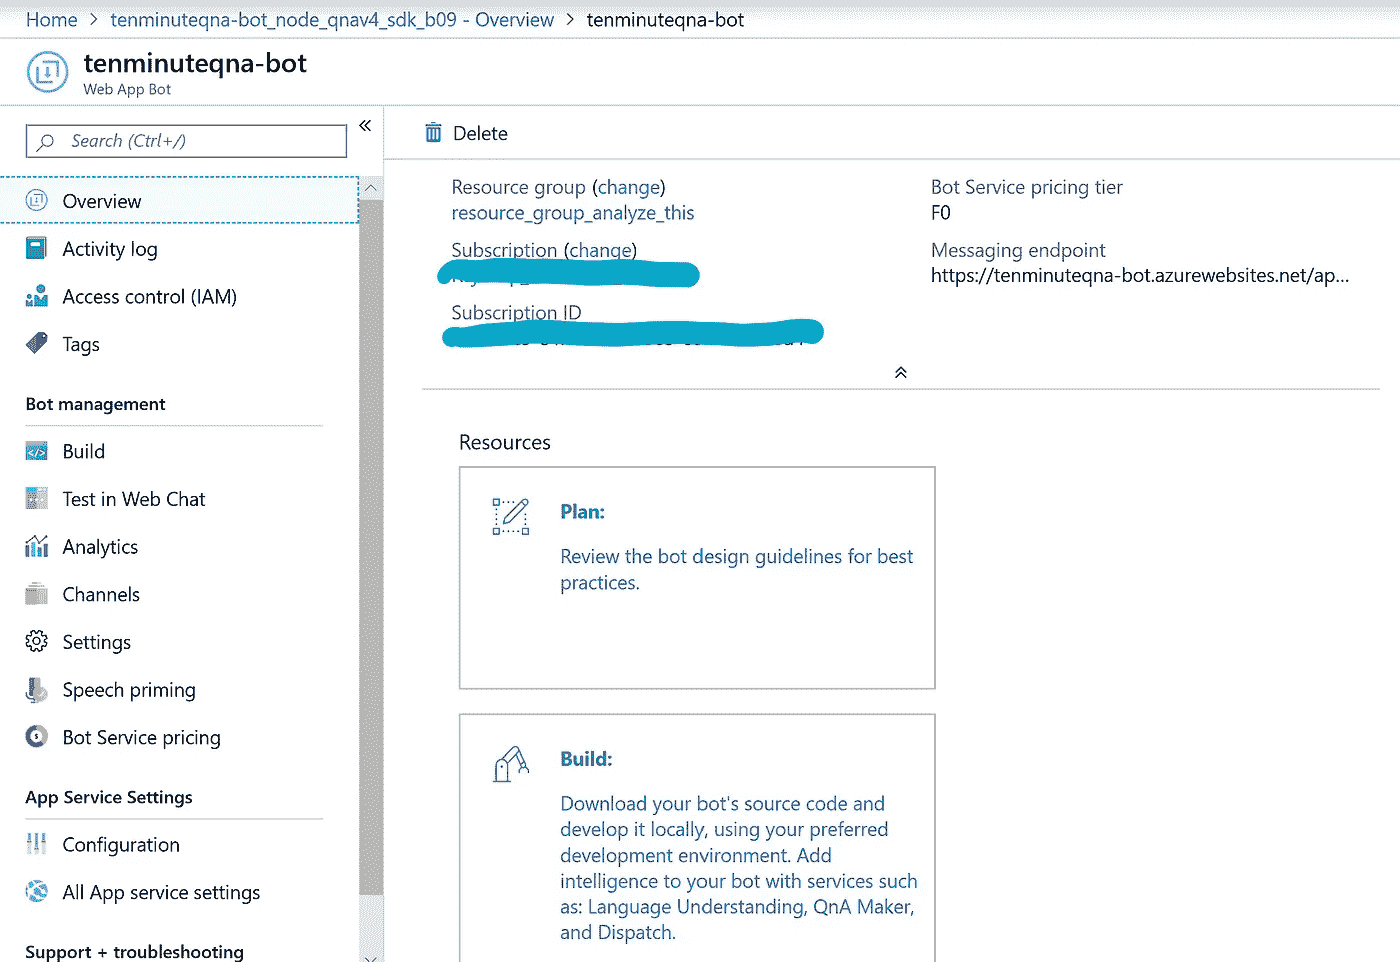 Home > tenminuteqna-bot_node_qnav4_sdk_b09 - Overview > tenminuteqna-bot
tenminuteqna-bot
Web App Bot
Search (Ctrl+/)
«
Overview
Activity log
Access control (IAM)
Tags
Bot management
Build
Test in Web Chat
Analytics
Channels
Settings
Speech priming
Bot Service pricing
App Service Settings
Configuration
All App service settings
Support + troubleshooting
Delete
Resource group (change)
resource_group_analyze_this
Subscription (change)
Subscription ID
Bot Service pricing tier
F0
Messaging endpoint
https://tenminuteqna-bot.azurewebsites.net/ap...
Resources
Plan:
Review the bot design guidelines for best
practices.
Build:
Download your bot's source code and
develop it locally, using your preferred
development environment. Add
intelligence to your bot with services such
as: Language Understanding, QnA Maker,
and Dispatch.